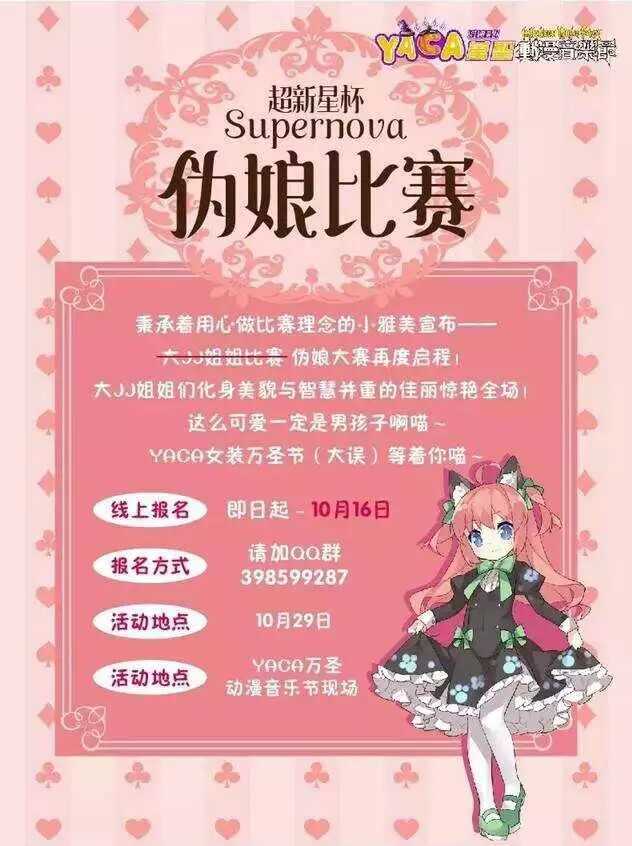 YACA 萬聖動漫音樂節
超新星杯
Supernova
伪娘比赛
秉承着用心做比赛理念的小雅美宣布——
大JJ姐姐比赛 伪娘大赛再度启程！
大JJ姐姐们化身美貌与智慧并重的佳丽惊艳全场！
这么可爱一定是男孩子啊喵~
YACA女装万圣节（大误）等着你喵~
线上报名 即日起 - 10月16日
报名方式 请加QQ群
398599287
活动地点 10月29日
活动地点 YACA万圣
动漫音乐节现场